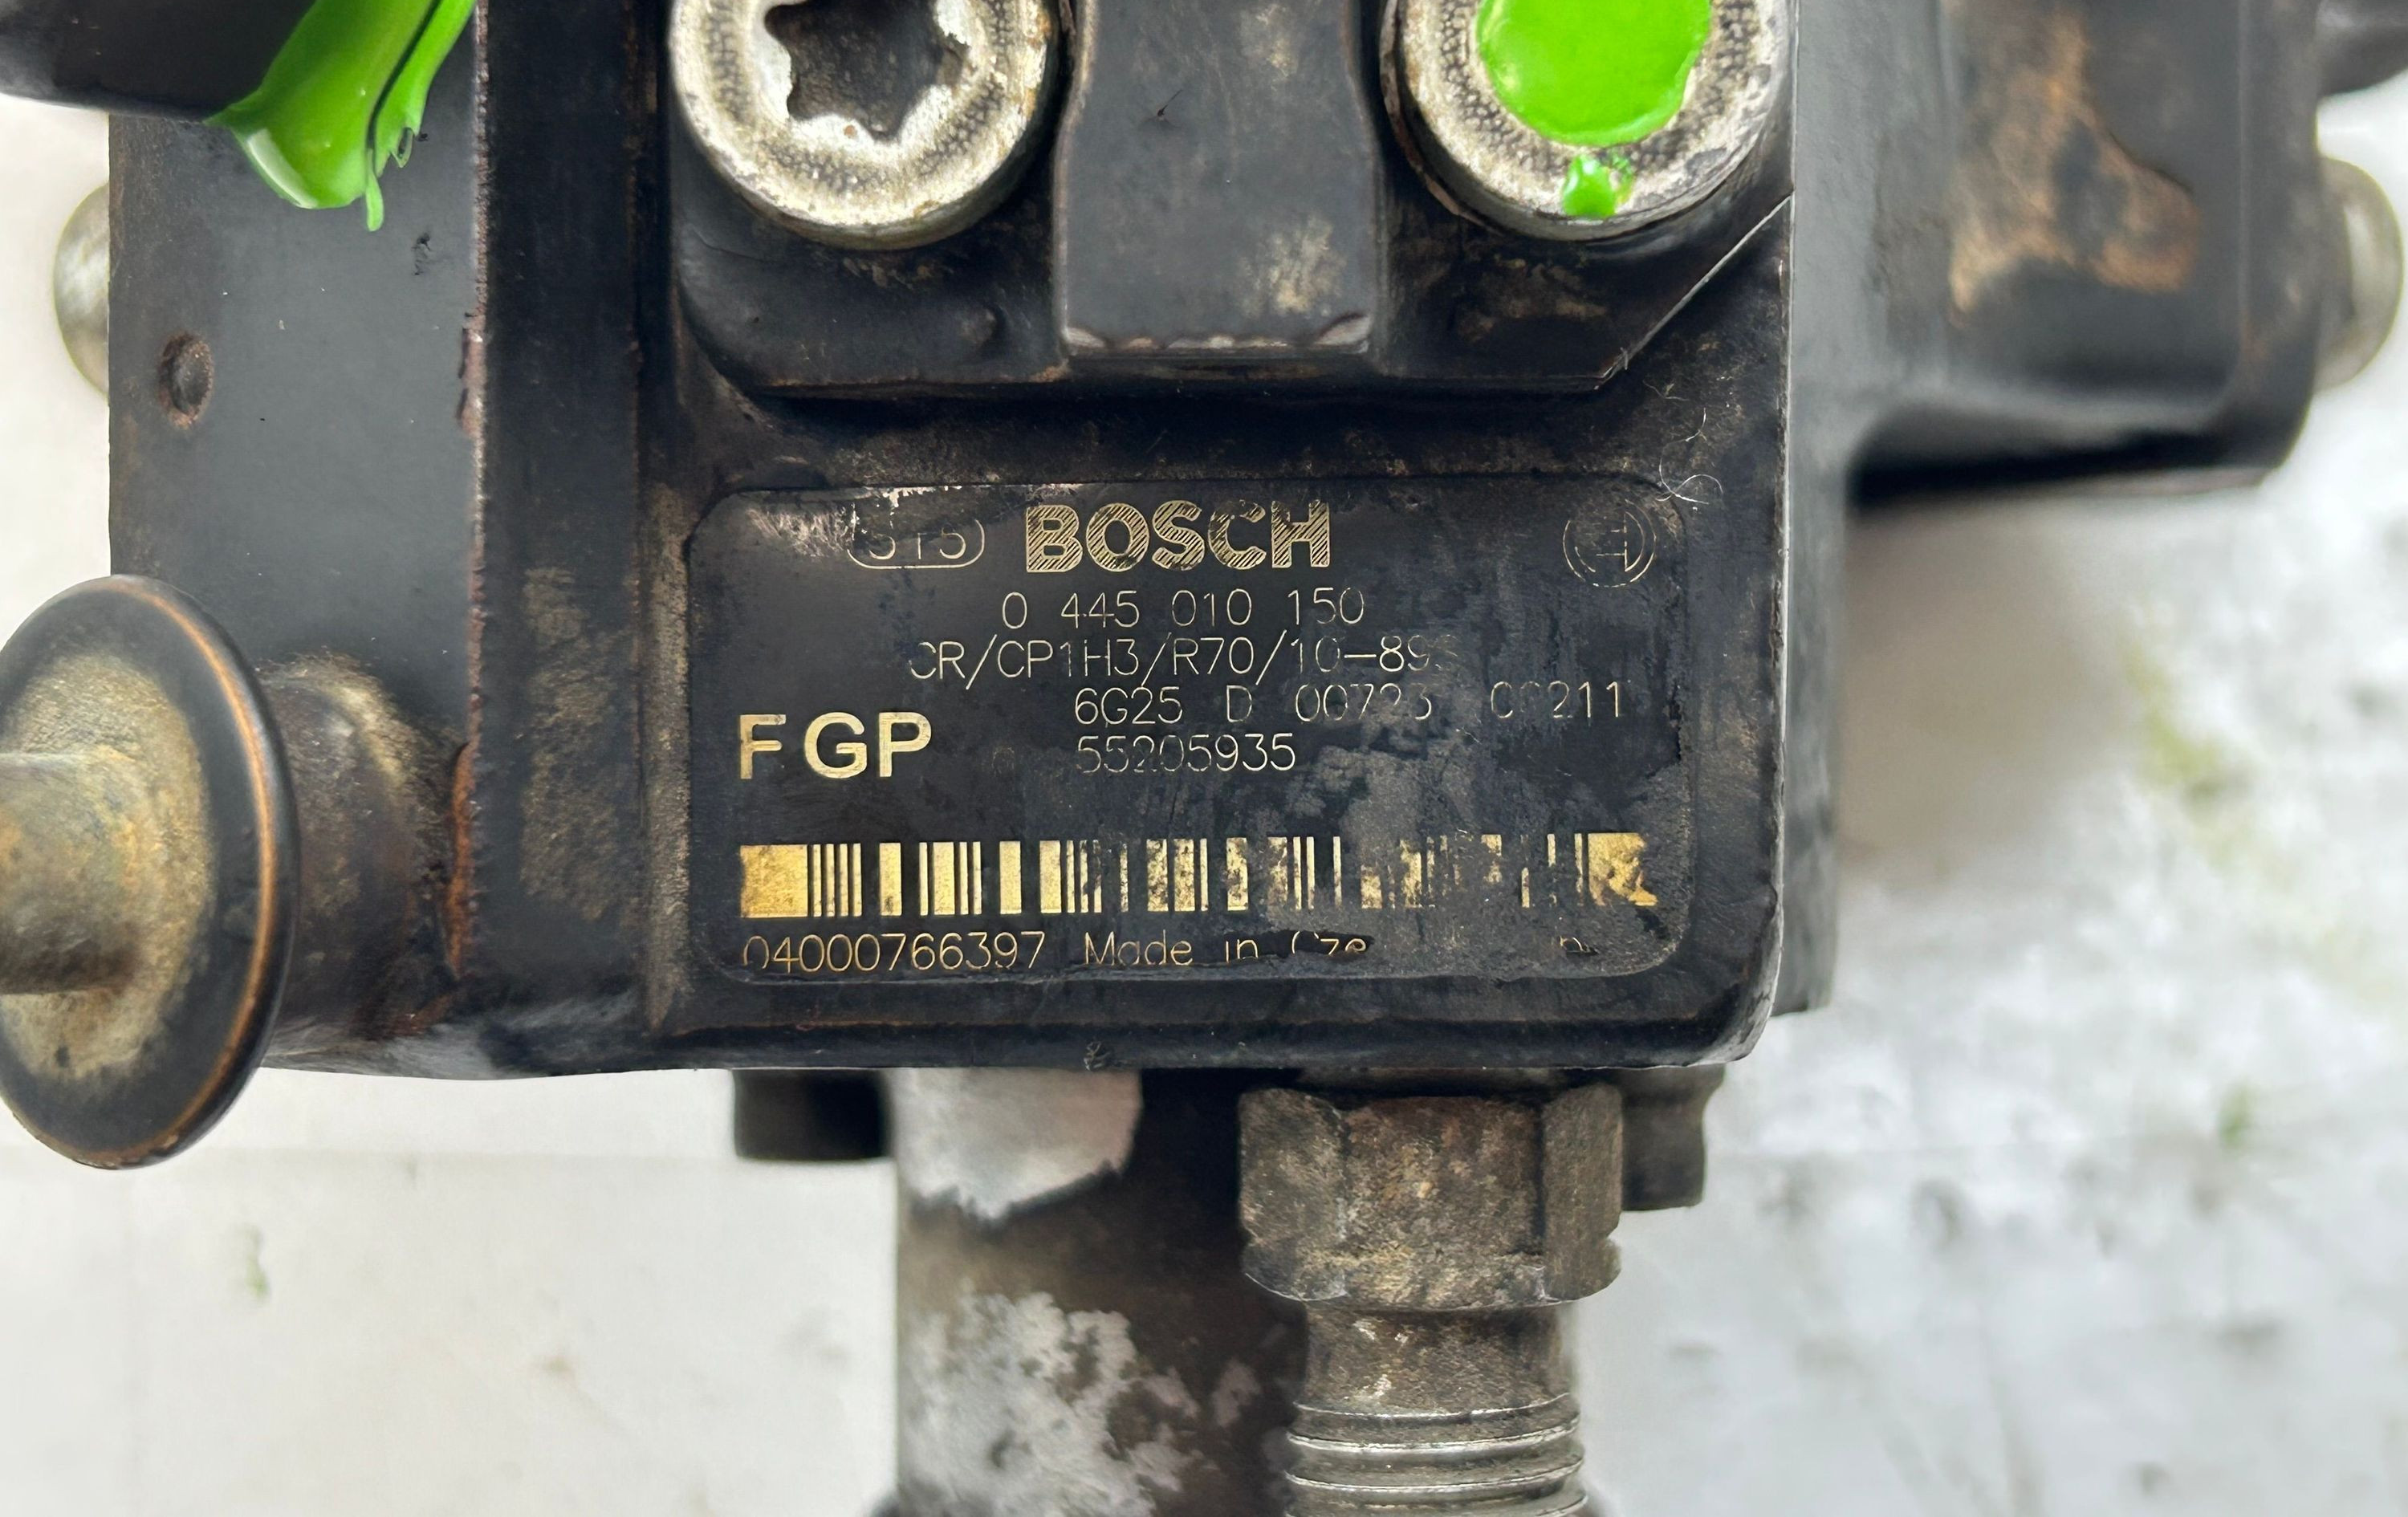 BOSCH
0 445 010 150
CR/CP1H3/R70/10-89
6G25 D
FGP 55205935
04000766397 Made in